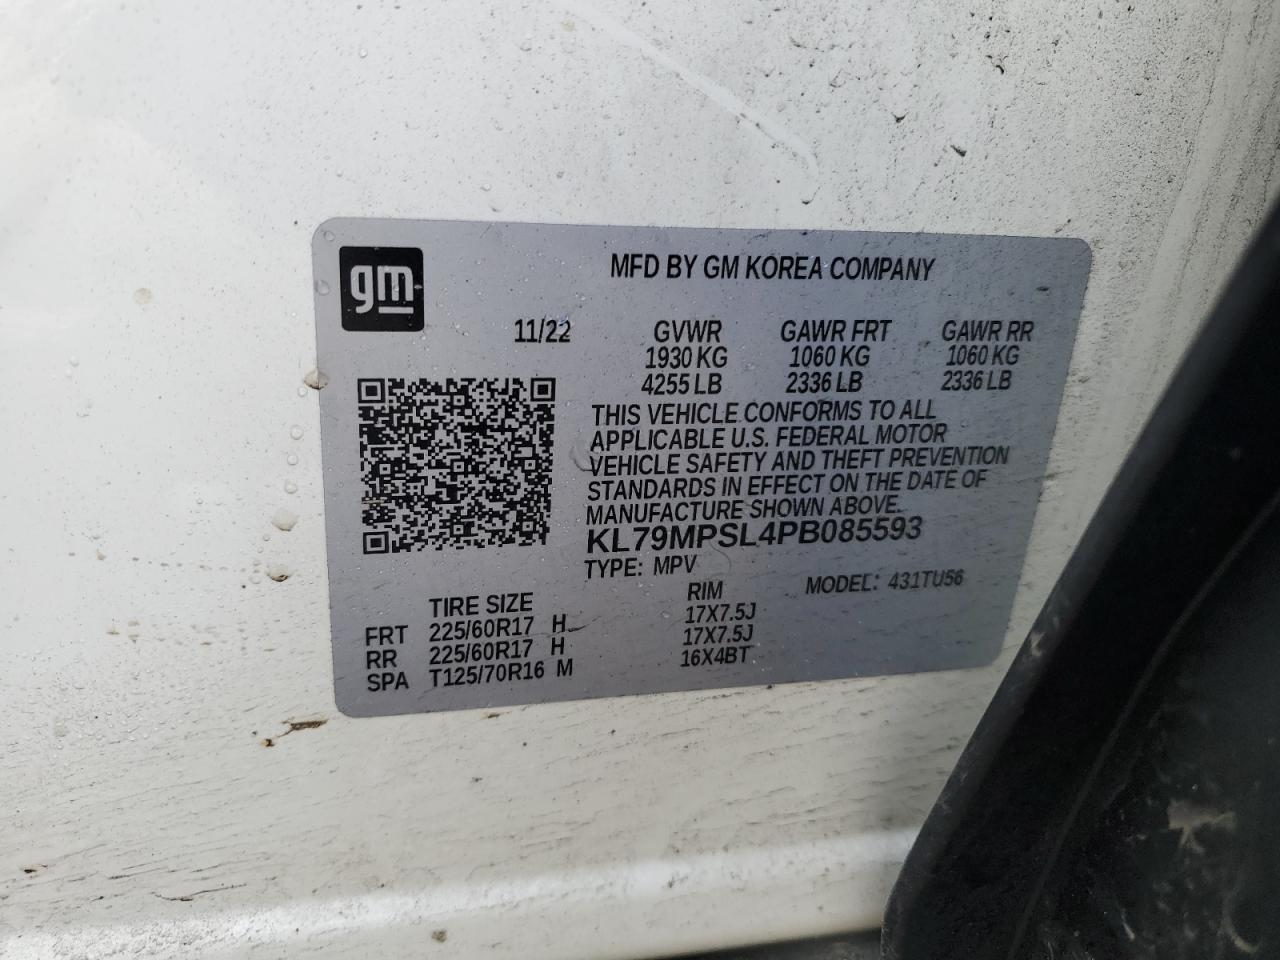 gm
MFD BY GM KOREA COMPANY
11/22 GVWR GAWR FRT GAWR RR
1930 KG 1060 KG 1060 KG
4255 LB 2336 LB 2336 LB
THIS VEHICLE CONFORMS TO ALL
APPLICABLE U.S. FEDERAL MOTOR
VEHICLE SAFETY AND THEFT PREVENTION
STANDARDS IN EFFECT ON THE DATE OF
MANUFACTURE SHOWN ABOVE.
KL79MPSL4PB085593
TYPE: MPV MODEL: 431TU56
TIRE SIZE RIM
FRT 225/60R17 H 17X7.5J
RR 225/60R17 H 17X7.5J
SPA T125/70R16 M 16X4BT